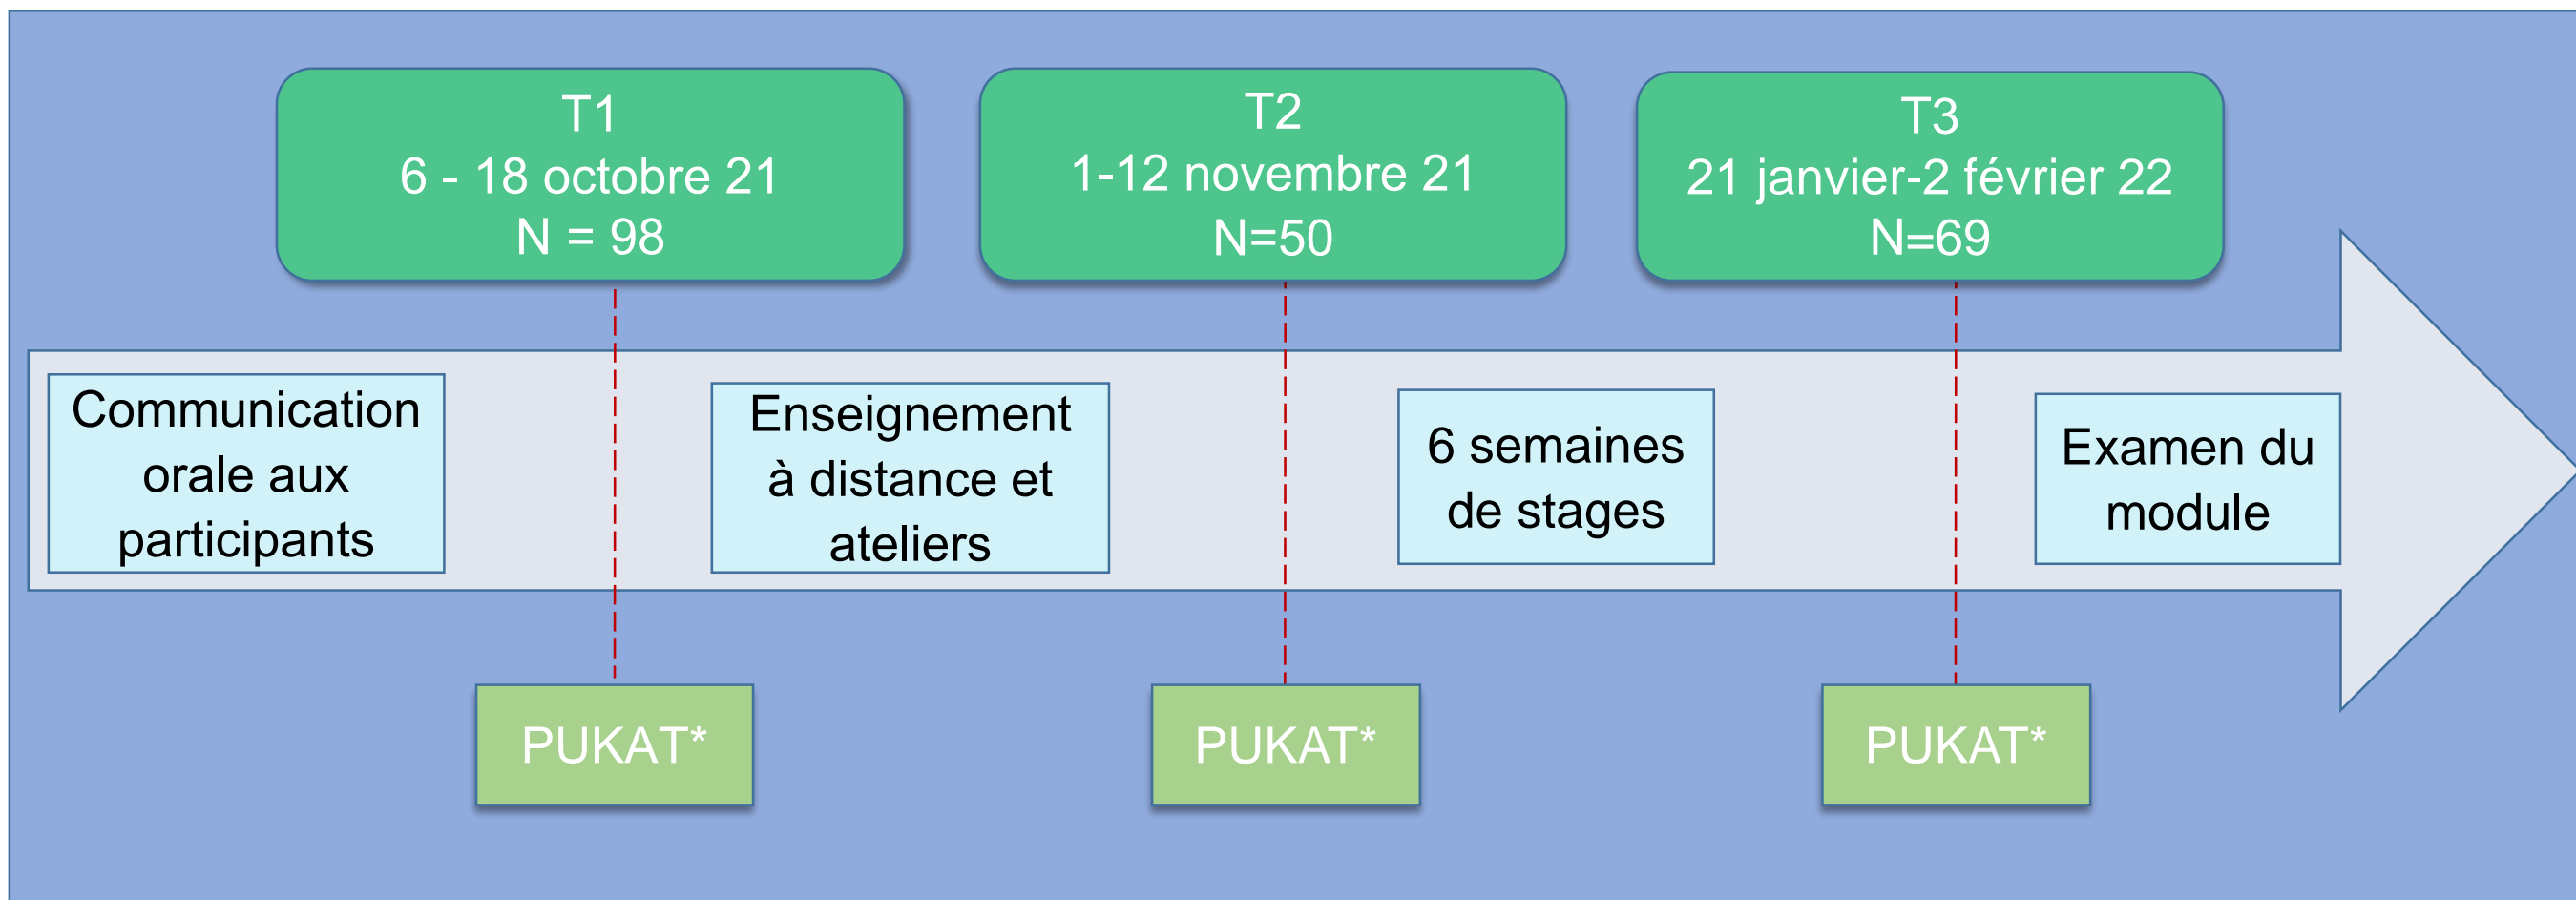 T1
6 - 18 octobre 21
N = 98
T2
1-12 novembre 21
N=50
T3
21 janvier-2 février 22
N=69
Communication
orale aux
participants
Enseignement
à distance et
ateliers
6 semaines
de stages
Examen du
module
PUKAT*
PUKAT*
PUKAT*